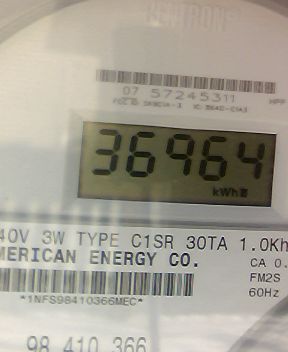 CENTRON®
07 57245311
36964
kWh
40V 3W TYPE C1SR 30TA 1.0Kh
MERICAN ENERGY CO.
CA 0.
FM2S
60Hz
*1NFS98410366MEC*
98 410 366